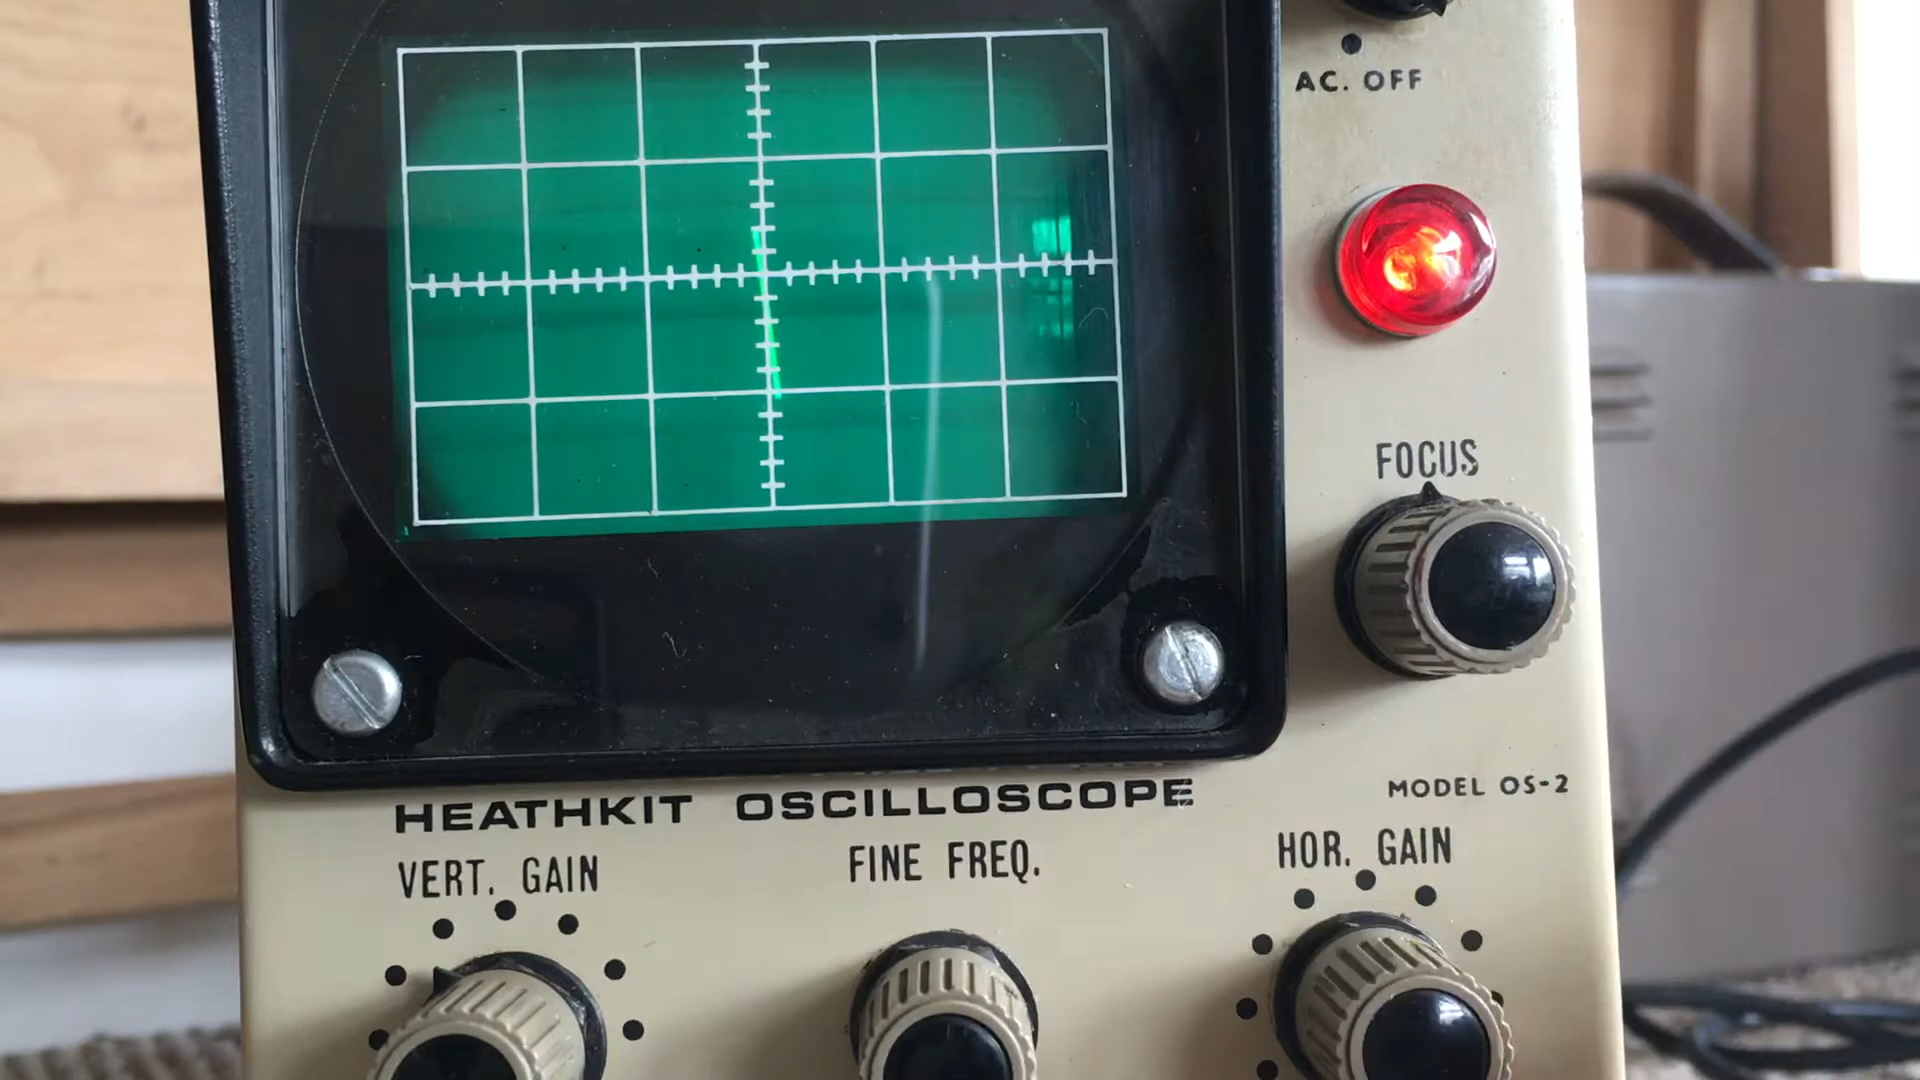 AC. OFF
FOCUS
MODEL OS-2
HEATHKIT OSCILLOSCOPE
VERT. GAIN
FINE FREQ.
HOR. GAIN